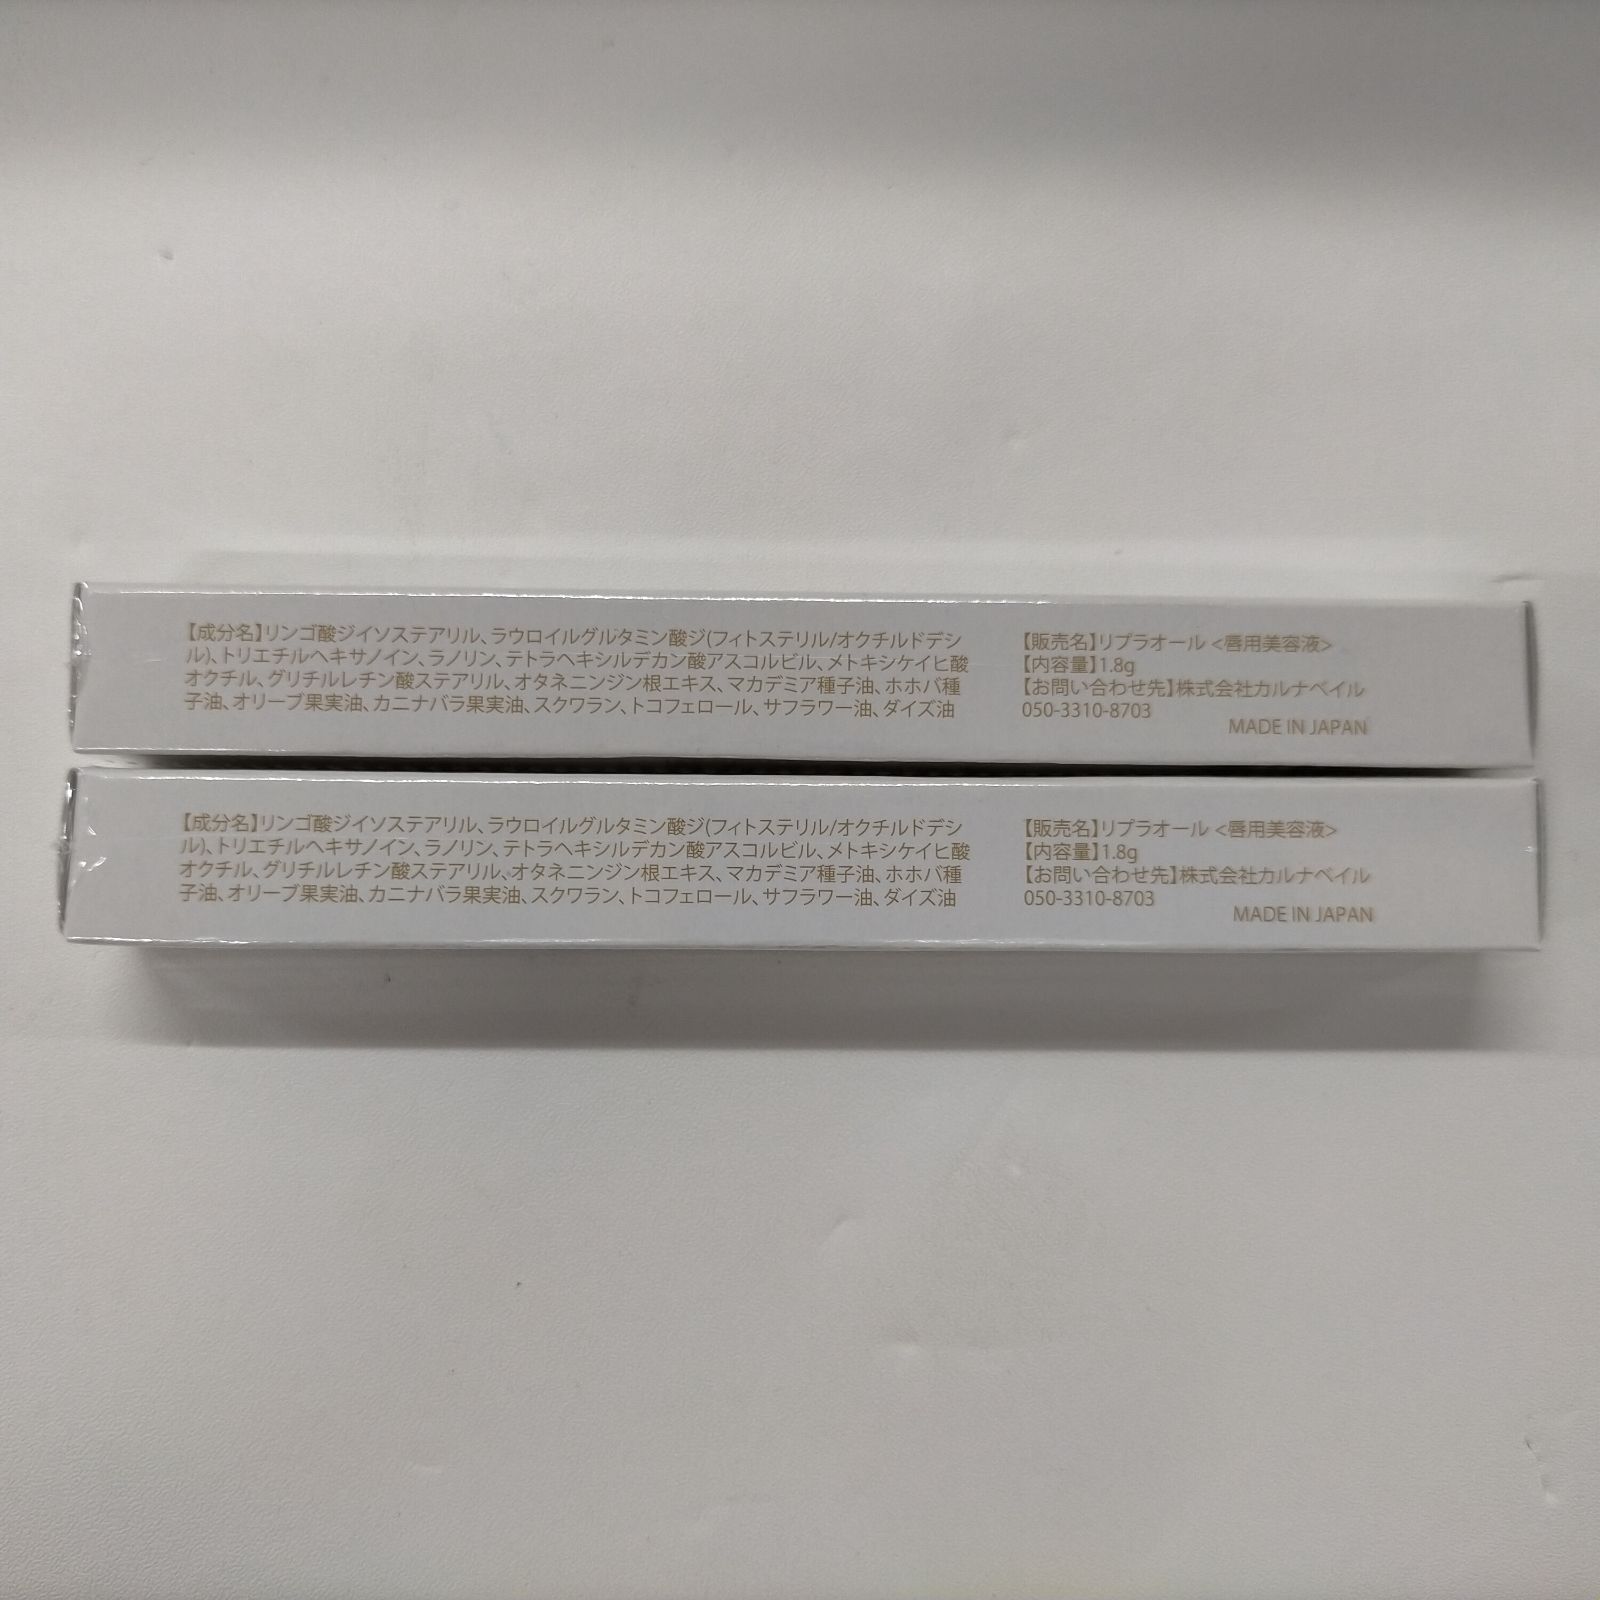 【成分名】リンゴ酸ジイソステアリル、ラウロイルグルタミン酸ジ(フィトステリル/オクチルドデシ
ル)、トリエチルヘキサノイン、ラノリン、テトラヘキシルデカン酸アスコルビル、メトキシケイヒ酸
オクチル、グリチルレチン酸ステアリル、オタネニンジン根エキス、マカデミア種子油、ホホバ種
子油、オリーブ果実油、カニナバラ果実油、スクワラン、トコフェロール、サフラワー油、ダイズ油
【販売名】リプラオール <唇用美容液>
【内容量】1.8g
【お問い合わせ先】株式会社カルナベイル
050-3310-8703
MADE IN JAPAN
【成分名】リンゴ酸ジイソステアリル、ラウロイルグルタミン酸ジ(フィトステリル/オクチルドデシ
ル)、トリエチルヘキサノイン、ラノリン、テトラヘキシルデカン酸アスコルビル、メトキシケイヒ酸
オクチル、グリチルレチン酸ステアリル、オタネニンジン根エキス、マカデミア種子油、ホホバ種
子油、オリーブ果実油、カニナバラ果実油、スクワラン、トコフェロール、サフラワー油、ダイズ油
【販売名】リプラオール <唇用美容液>
【内容量】1.8g
【お問い合わせ先】株式会社カルナベイル
050-3310-8703
MADE IN JAPAN